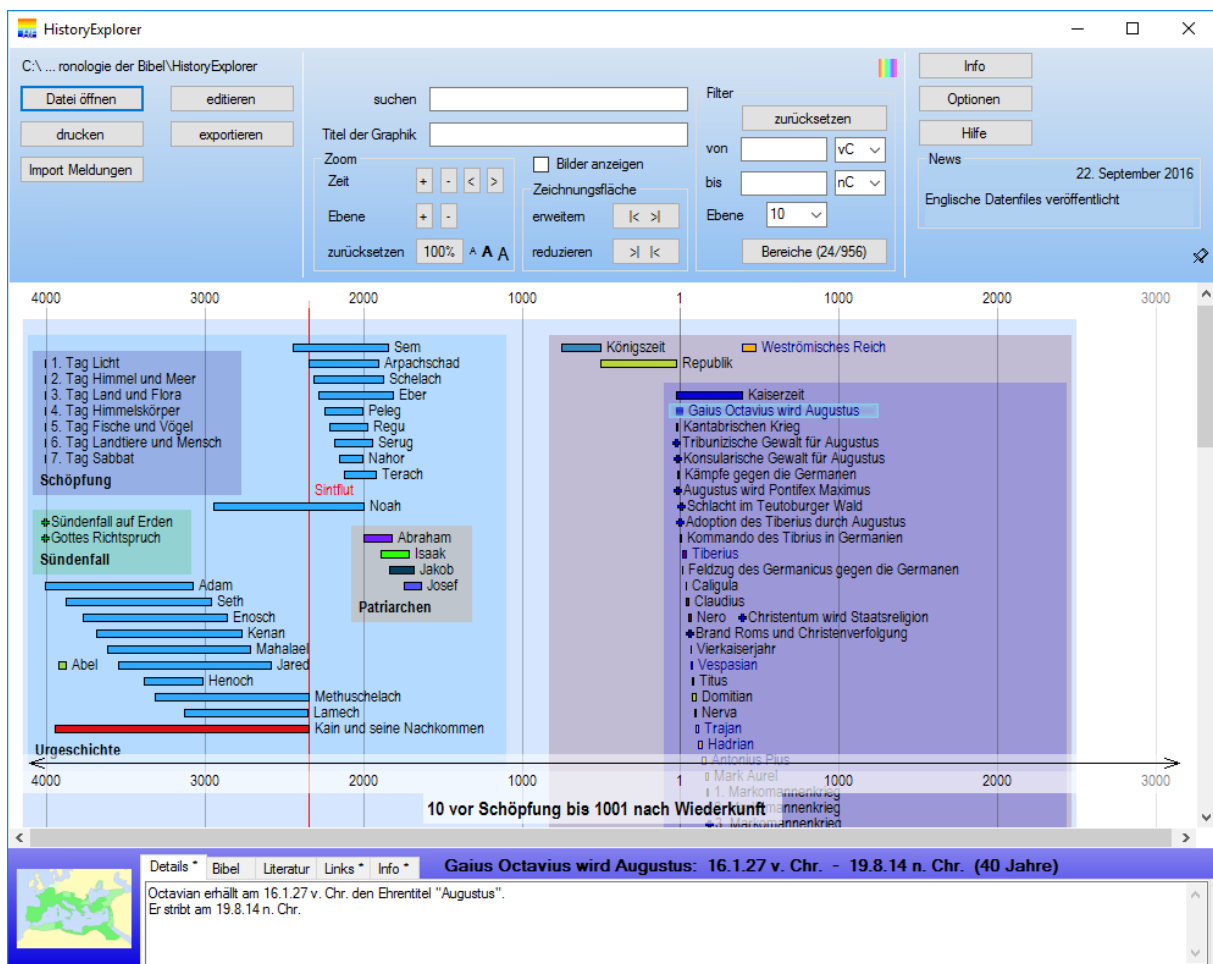 HistoryExplorer
C:\ ... ronologie der Bibel\HistoryExplorer
Datei öffnen
editieren
drucken
exportieren
Import Meldungen
suchen
Titel der Graphik
Zoom
Zeit
+ - < >
Ebene
+ -
zurücksetzen 100% A A A
Bilder anzeigen
Zeichnungsfläche
erweitern |< >|
reduzieren >| |<
Filter
zurücksetzen
von vC
bis nC
Ebene 10
Bereiche (24/956)
Info
Optionen
Hilfe
News
22. September 2016
Englische Datenfiles veröffentlicht
4000 3000 2000 1000 1 1000 2000 3000
1. Tag Licht
2. Tag Himmel und Meer
3. Tag Land und Flora
4. Tag Himmelskörper
5. Tag Fische und Vögel
6. Tag Landtiere und Mensch
7. Tag Sabbat
Schöpfung
Sündenfall auf Erden
Gottes Richtspruch
Sündenfall
Adam
Seth
Enosch
Kenan
Mahalael
Abel
Jared
Henoch
Methuschelach
Lamech
Kain und seine Nachkommen
Urgeschichte
Sem
Arpachschad
Schelach
Eber
Peleg
Regu
Serug
Nahor
Terach
Sintflut
Noah
Abraham
Isaak
Jakob
Josef
Patriarchen
Königszeit
Weströmisches Reich
Republik
Kaiserzeit
Gaius Octavius wird Augustus
Kantabrischen Krieg
Tribunizische Gewalt für Augustus
Konsularische Gewalt für Augustus
Kämpfe gegen die Germanen
Augustus wird Pontifex Maximus
Schlacht im Teutoburger Wald
Adoption des Tiberius durch Augustus
Kommando des Tibrius in Germanien
Tiberius
Feldzug des Germanicus gegen die Germanen
Caligula
Claudius
Nero
Christentum wird Staatsreligion
Brand Roms und Christenverfolgung
Vierkaiserjahr
Vespasian
Titus
Domitian
Nerva
Trajan
Hadrian
Antonius Pius
Mark Aurel
1. Markomannenkrieg
mannenkrieg
3. Markomannenkrieg
4000 3000 2000 1000 1 1000 2000 3000
10 vor Schöpfung bis 1001 nach Wiederkunft
Details * Bibel Literatur Links * Info *
Gaius Octavius wird Augustus: 16.1.27 v. Chr. - 19.8.14 n. Chr. (40 Jahre)
Octavian erhält am 16.1.27 v. Chr. den Ehrentitel "Augustus".
Er stribt am 19.8.14 n. Chr.